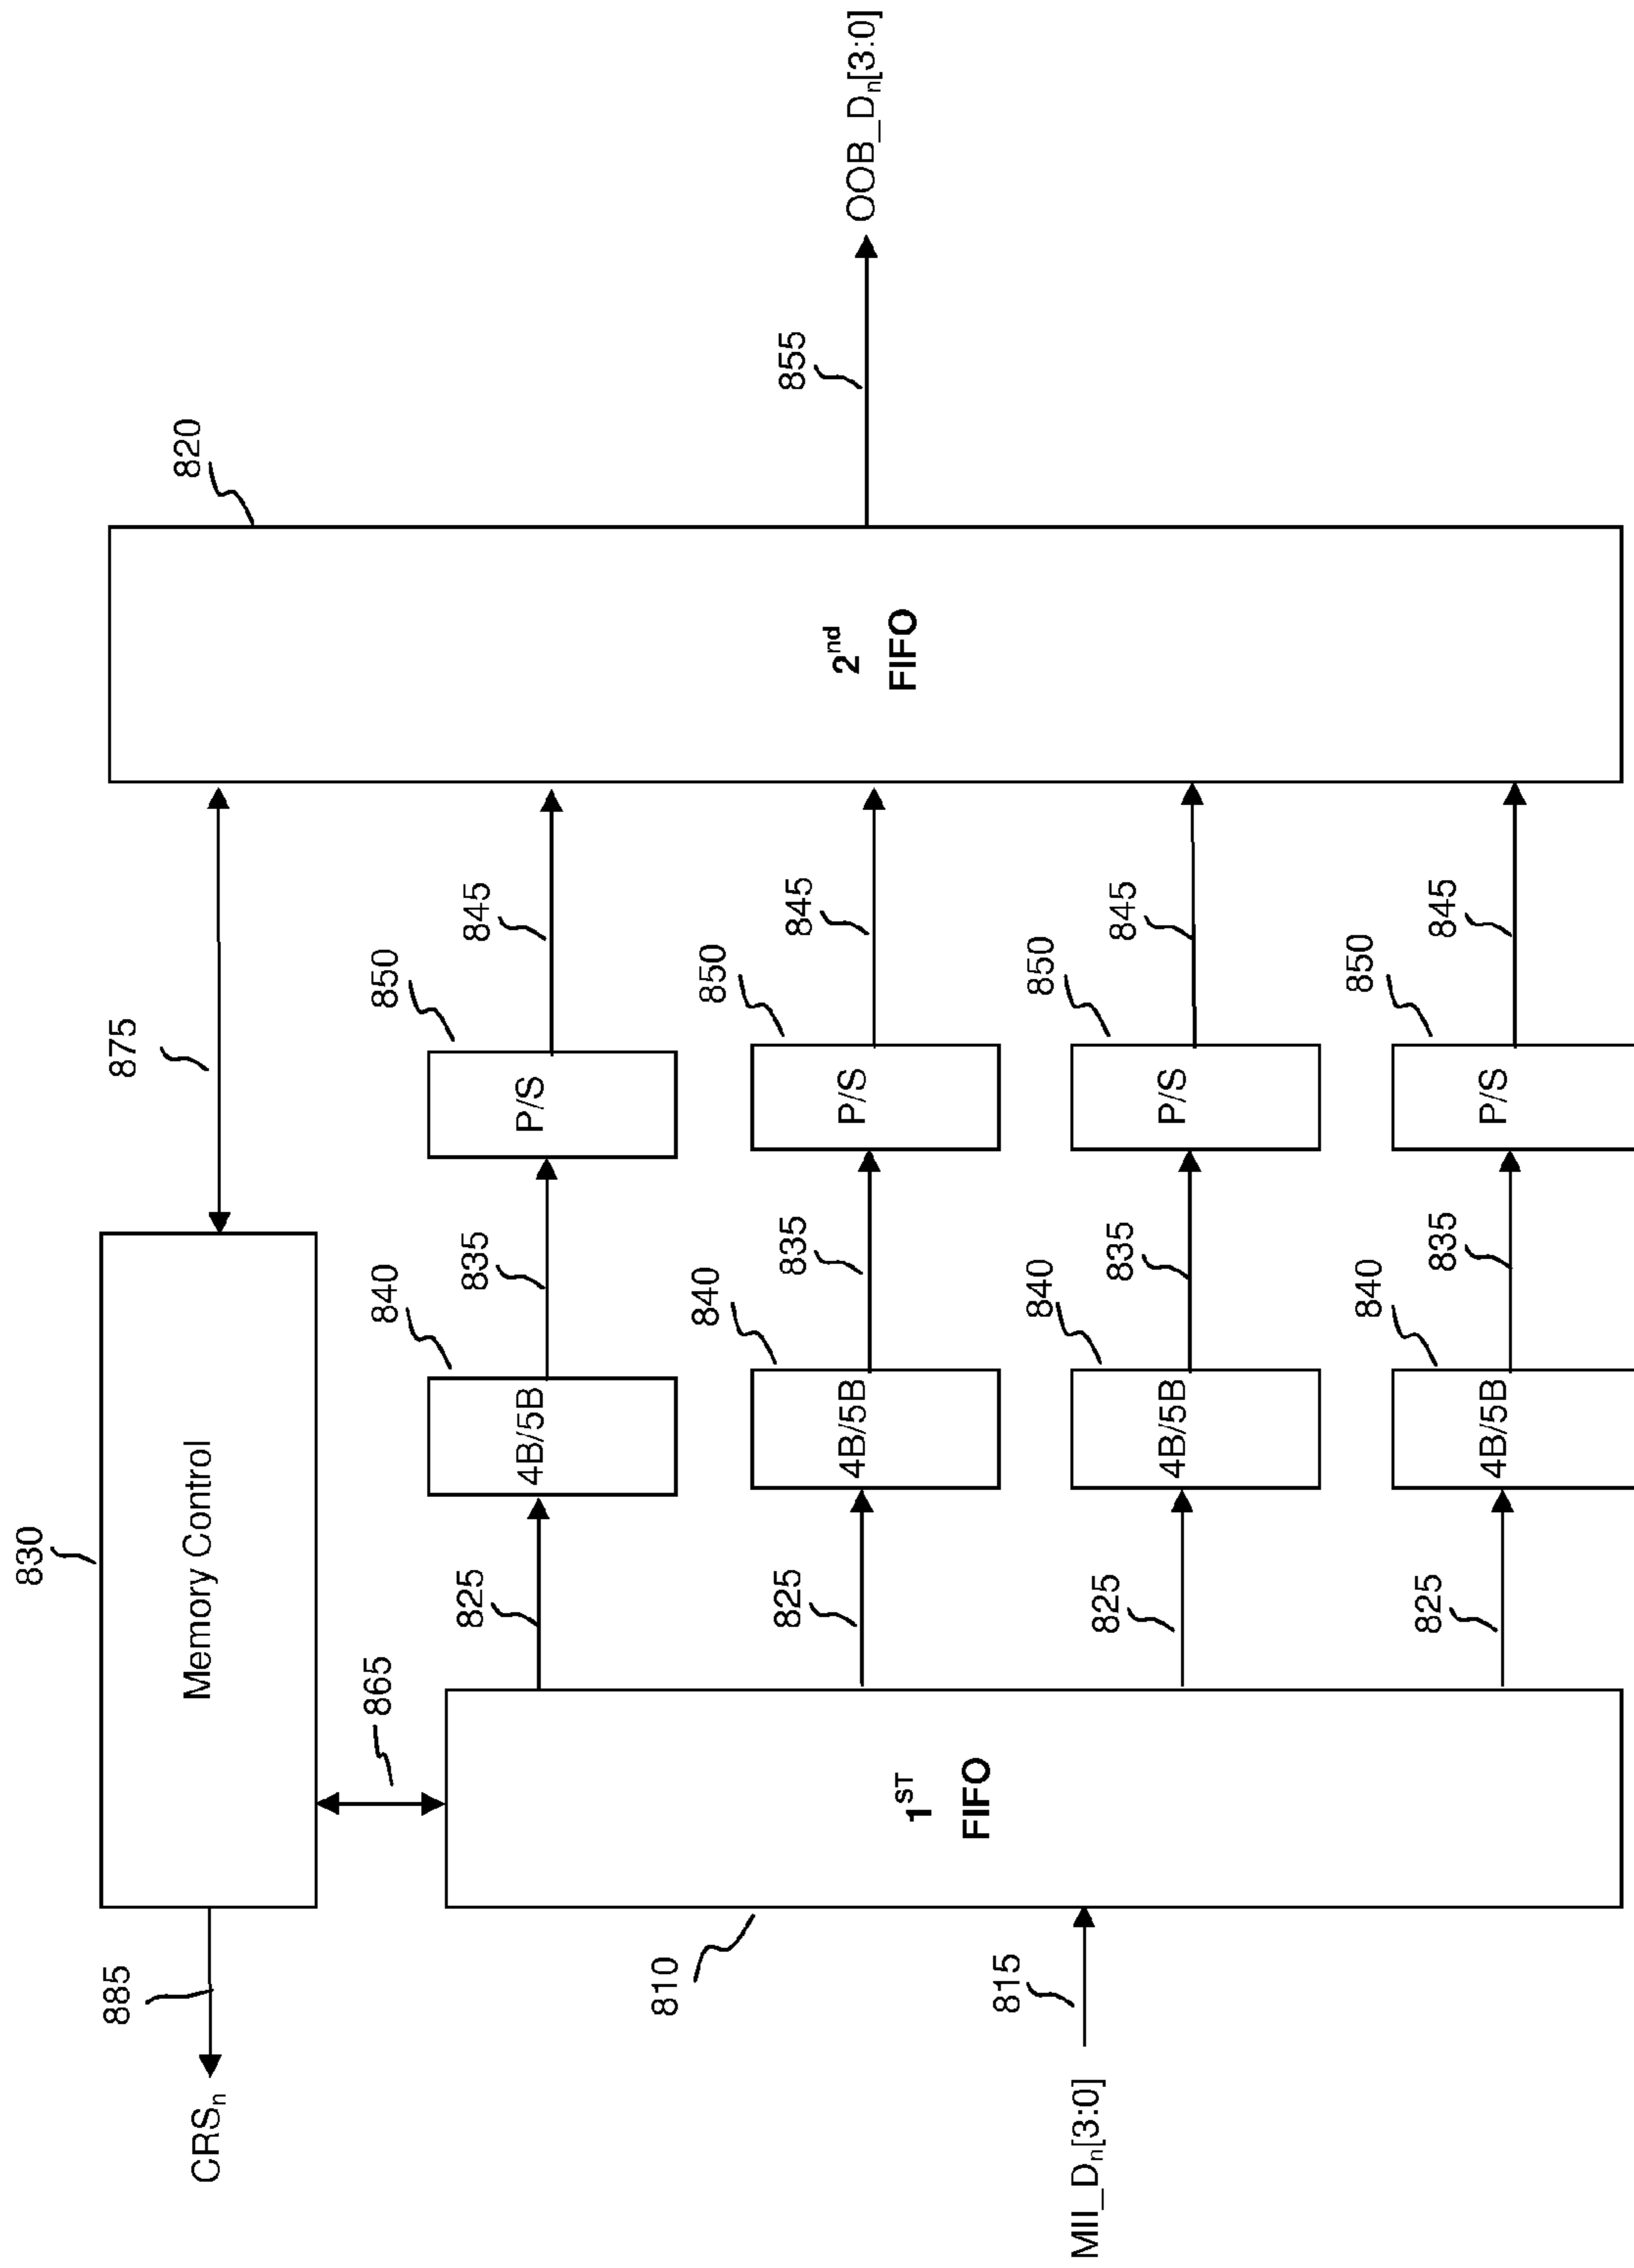 830
Memory Control
885
CRSₙ
875
865
820
2ⁿᵈ
FIFO
855
OOB_Dₙ[3:0]
825
840
4B/5B
835
850
P/S
845
825
840
4B/5B
835
850
P/S
845
825
840
4B/5B
835
850
P/S
845
825
840
4B/5B
835
850
P/S
845
1ˢᵀ
FIFO
810
815
MII_Dₙ[3:0]